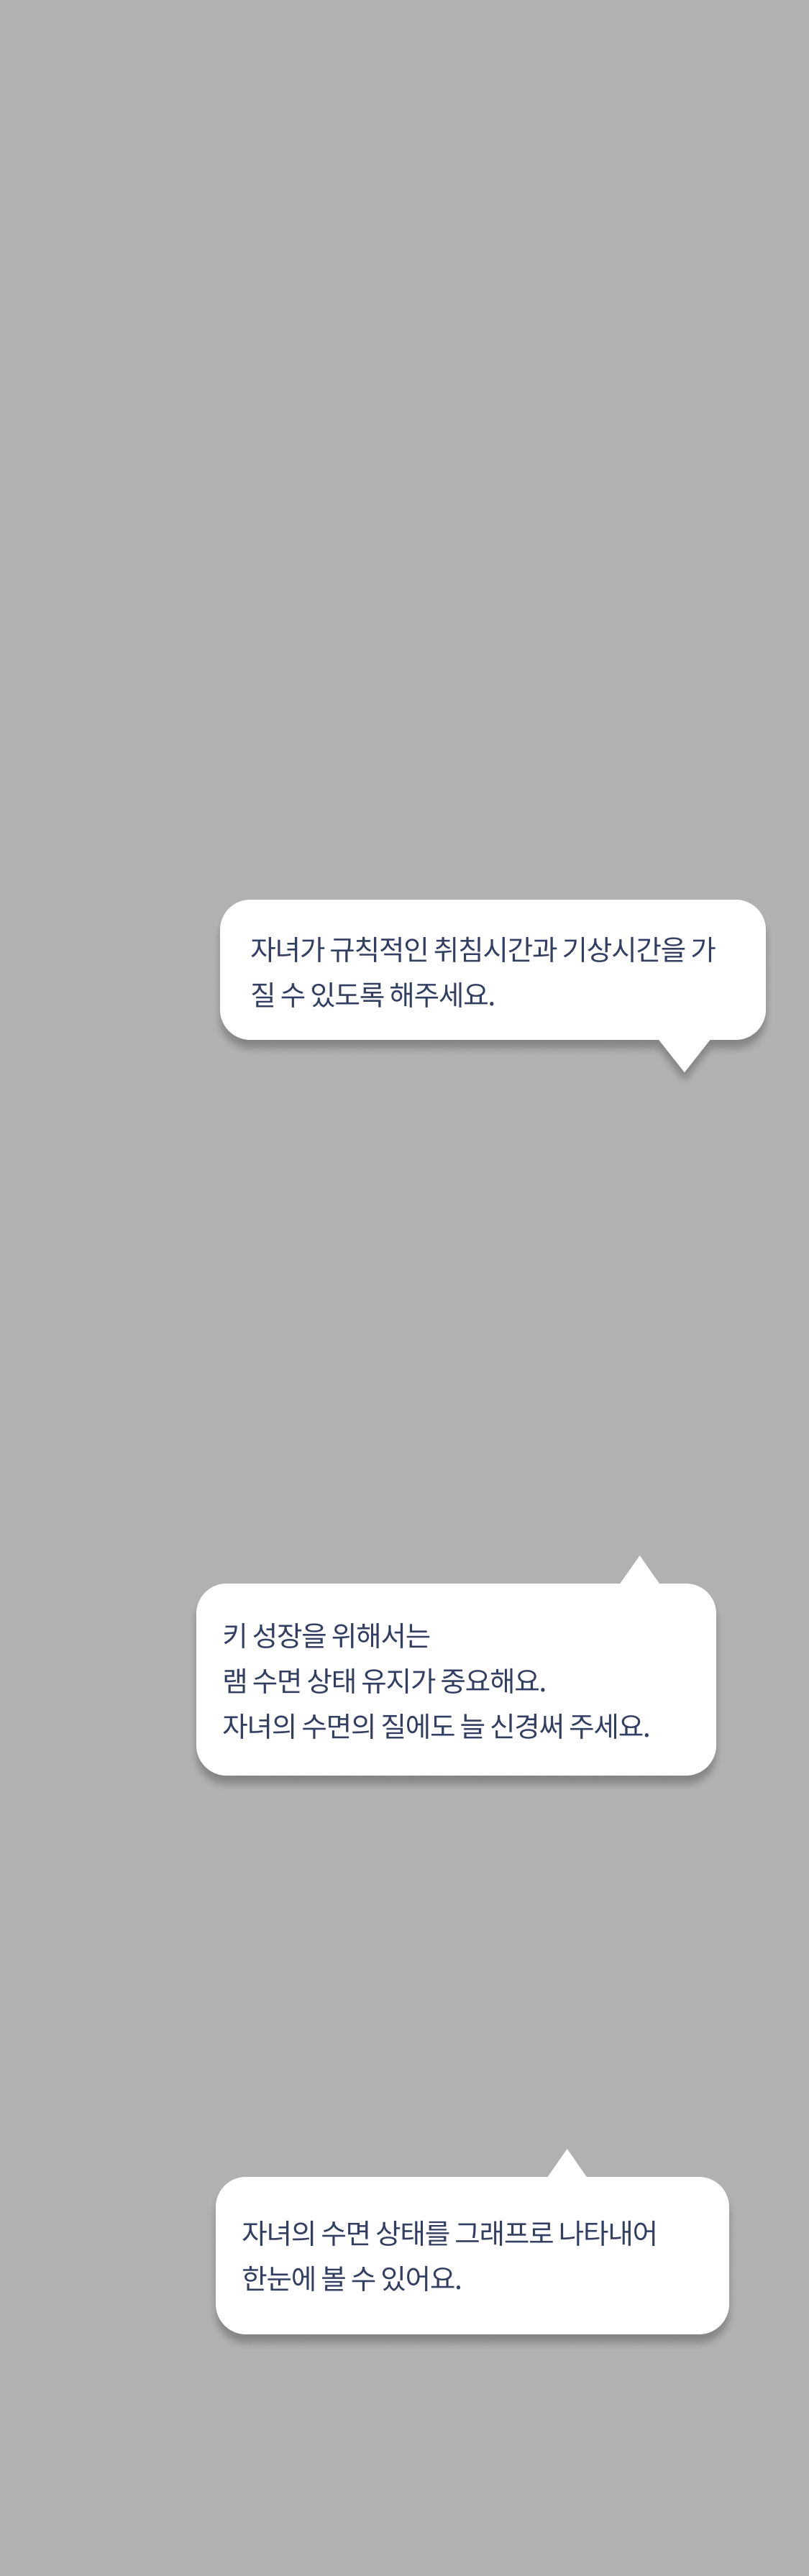 자녀가 규칙적인 취침시간과 기상시간을 가
질 수 있도록 해주세요.
키 성장을 위해서는
램 수면 상태 유지가 중요해요.
자녀의 수면의 질에도 늘 신경써 주세요.
자녀의 수면 상태를 그래프로 나타내어
한눈에 볼 수 있어요.